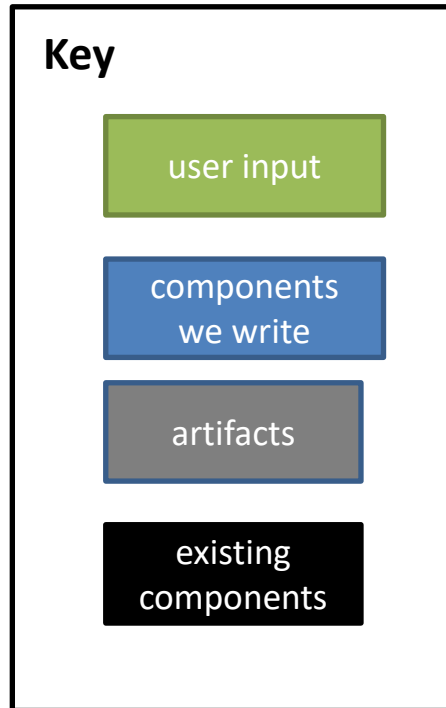 Key
user input
components
we write
artifacts
existing
components